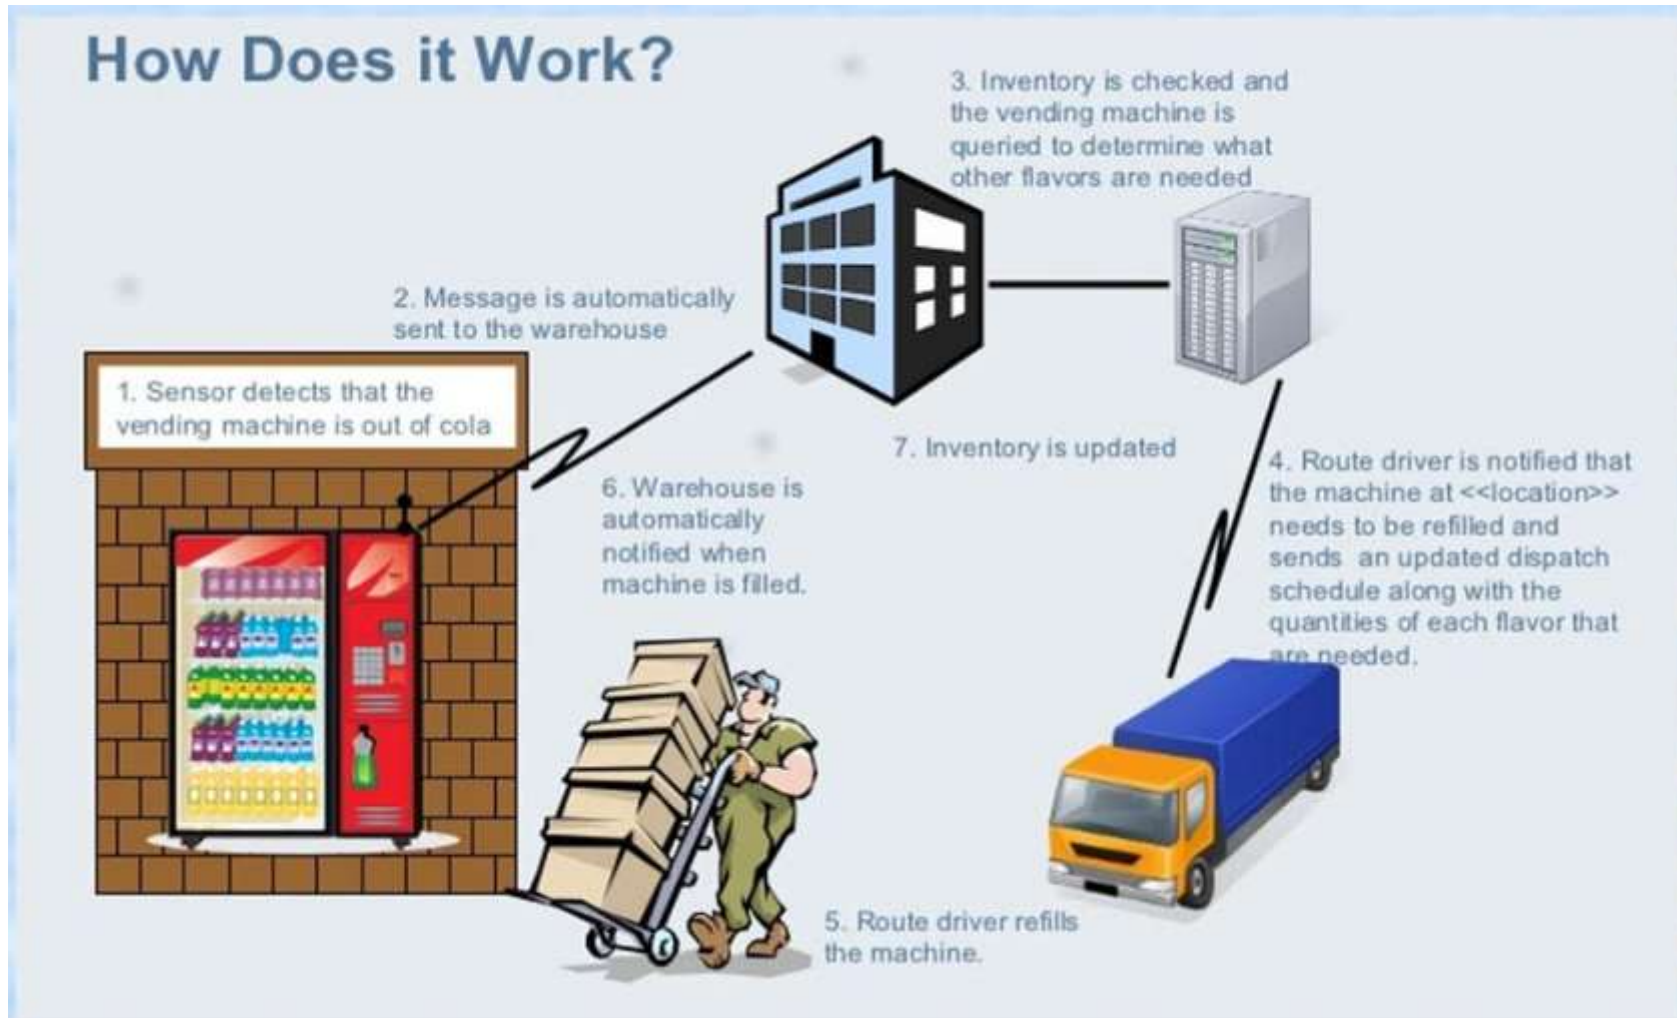 How Does it Work?
3. Inventory is checked and
the vending machine is
queried to determine what
other flavors are needed
2. Message is automatically
sent to the warehouse
1. Sensor detects that the
vending machine is out of cola
7. Inventory is updated
4. Route driver is notified that
the machine at <<location>>
needs to be refilled and
sends an updated dispatch
schedule along with the
quantities of each flavor that
are needed.
6. Warehouse is
automatically
notified when
machine is filled.
5. Route driver refills
the machine.